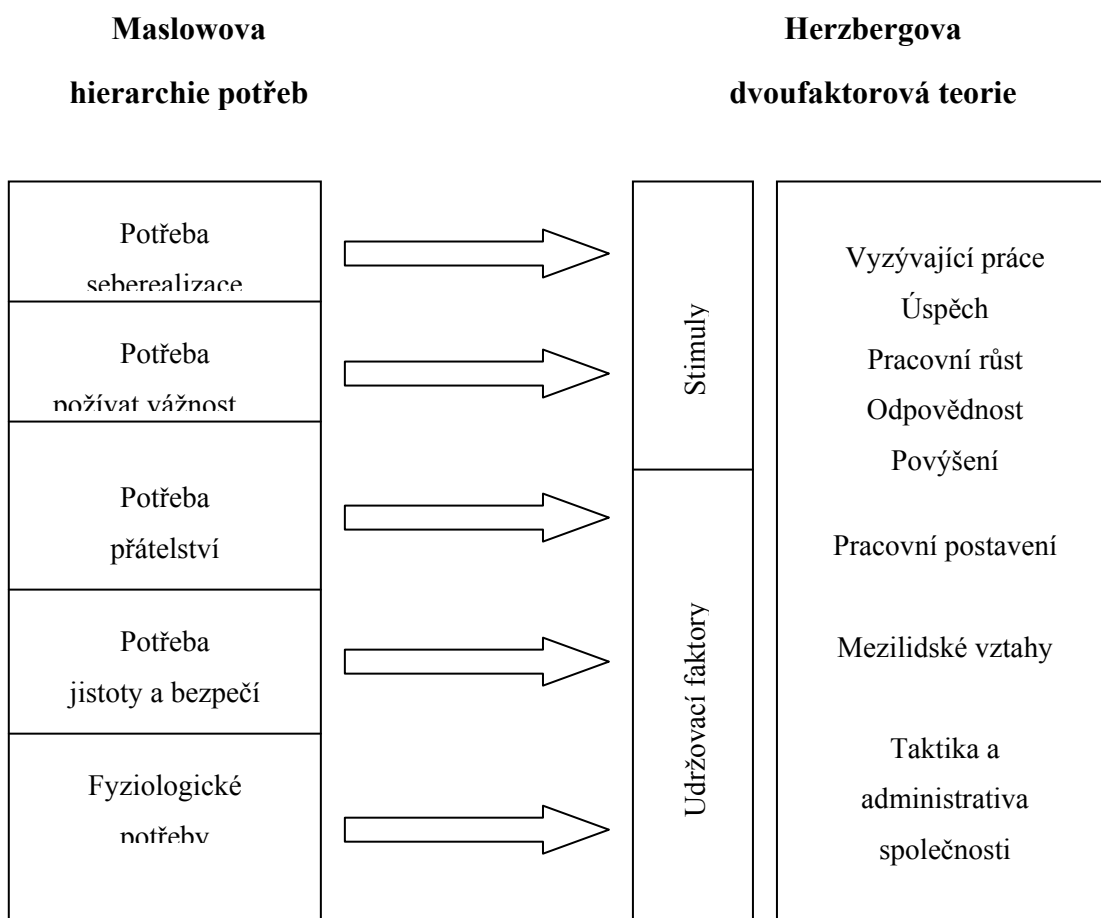 Maslowova
hierarchie potřeb
Herzbergova
dvoufaktorová teorie
Potřeba
seberealizace
Potřeba
požívat vážnost
Potřeba
přátelství
Potřeba
jistoty a bezpečí
Fyziologické
potřeby
Stimuly
Udržovací faktory
Vyzývající práce
Úspěch
Pracovní růst
Odpovědnost
Povýšení
Pracovní postavení
Mezilidské vztahy
Taktika a
administrativa
společnosti